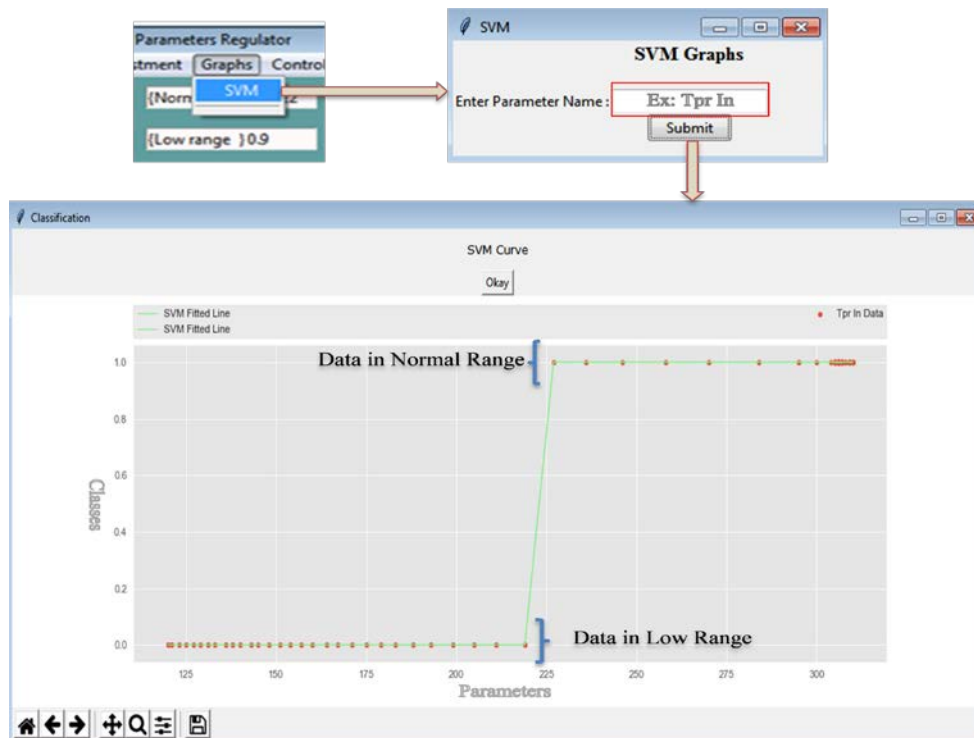 Parameters Regulator
stment Graphs Control
{Norn
SVM
{Low range }0.9
SVM
SVM Graphs
Enter Parameter Name :
Ex: Tpr In
Submit
Classification
SVM Curve
Okay
SVM Fitted Line
SVM Fitted Line
Tpr In Data
Data in Normal Range
1.0
0.8
0.6
0.4
0.2
0.0
Classes
Data in Low Range
125 150 175 200 225 250 275 300
Parameters